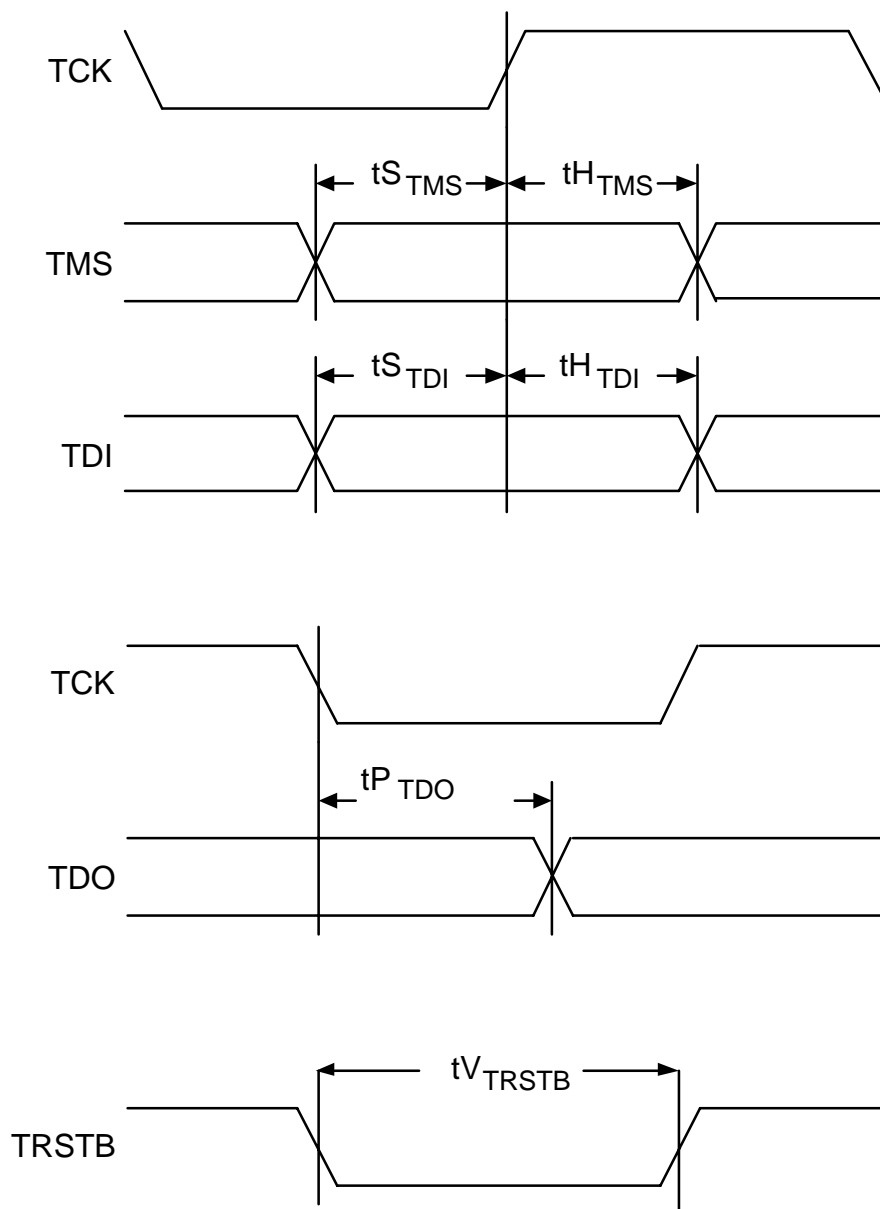 TCK
tS TMS tH TMS
TMS
tS TDI tH TDI
TDI
TCK
tP TDO
TDO
tV TRSTB
TRSTB